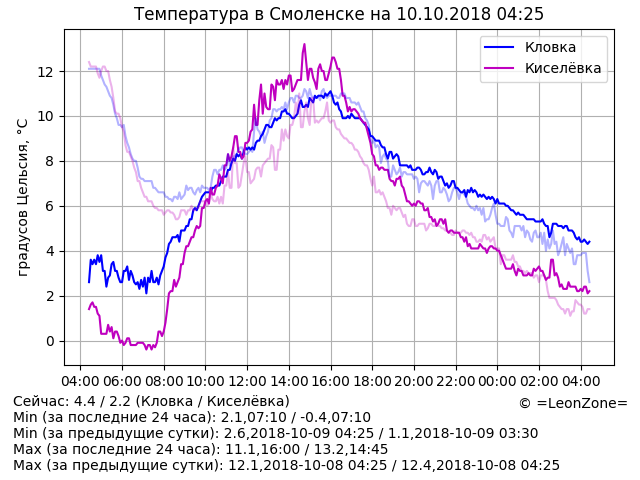 Температура в Смоленске на 10.10.2018 04:25
Кловка
Киселёвка
градусов Цельсия, °C
12
10
8
6
4
2
0
04:00 06:00 08:00 10:00 12:00 14:00 16:00 18:00 20:00 22:00 00:00 02:00 04:00
Сейчас: 4.4 / 2.2 (Кловка / Киселёвка)
© =LeonZone=
Min (за последние 24 часа): 2.1,07:10 / -0.4,07:10
Min (за предыдущие сутки): 2.6,2018-10-09 04:25 / 1.1,2018-10-09 03:30
Max (за последние 24 часа): 11.1,16:00 / 13.2,14:45
Max (за предыдущие сутки): 12.1,2018-10-08 04:25 / 12.4,2018-10-08 04:25